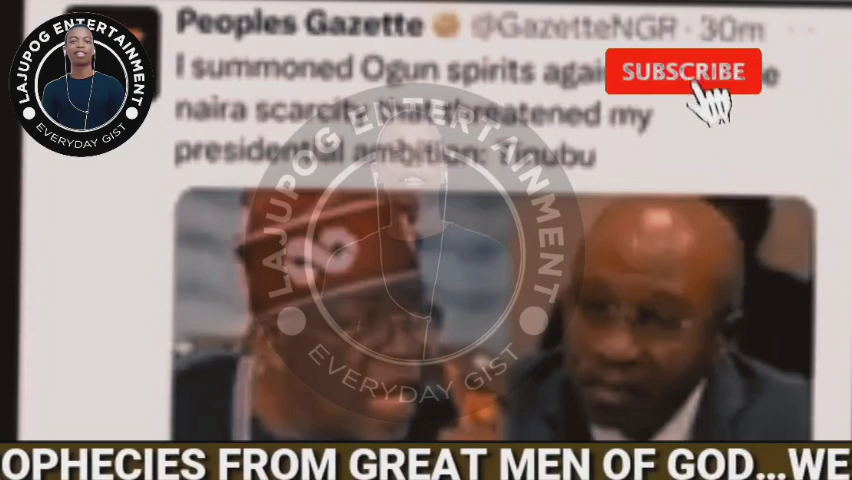 Peoples Gazette @GazetteNGR · 30m
I summoned Ogun spirits
naira scarcity that threatened my
presidential ambition: Tinubu
SUBSCRIBE
LAJUPOG ENTERTAINMENT
EVERYDAY GIST
LAJUPOG ENTERTAINMENT
EVERYDAY GIST
OPHECIES FROM GREAT MEN OF GOD...WE